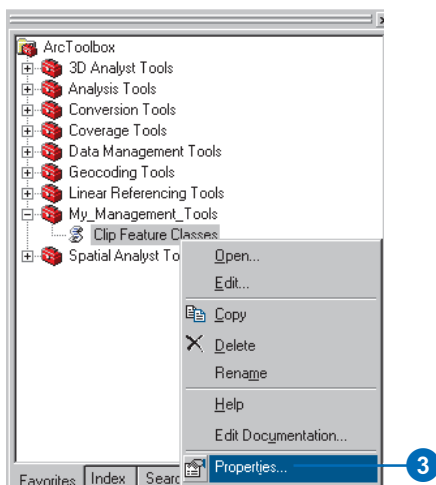 ArcToolbox
3D Analyst Tools
Analysis Tools
Conversion Tools
Coverage Tools
Data Management Tools
Geocoding Tools
Linear Referencing Tools
My_Management_Tools
Clip Feature Classes
Spatial Analyst To
Open...
Edit...
Copy
Delete
Rename
Help
Edit Documentation...
Properties...
3
Favorites
Index
Searc